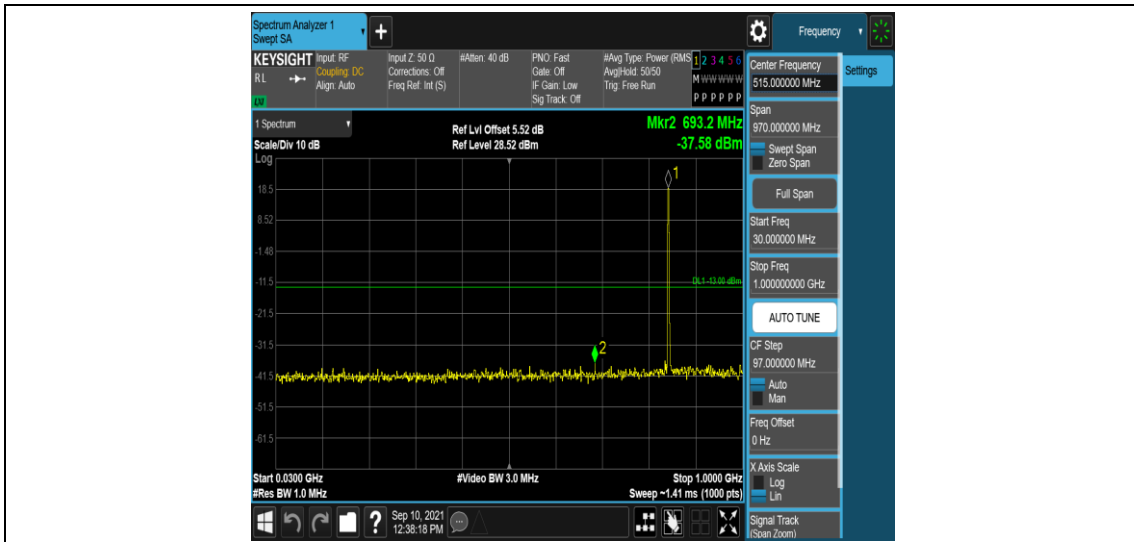 Spectrum Analyzer 1
Swept SA
+
Frequency
KEYSIGHT
RL
Input: RF
Coupling: DC
Align: Auto
Input Z: 50 Ω
Corrections: Off
Freq Ref: Int (S)
#Atten: 40 dB
PNO: Fast
Gate: Off
IF Gain: Low
Sig Track: Off
#Avg Type: Power (RMS
Avg|Hold: 50/50
Trig: Free Run
1 2 3 4 5 6
M W W W W W
P P P P P P
1 Spectrum
Scale/Div 10 dB
Ref Lvl Offset 5.52 dB
Ref Level 28.52 dBm
Mkr2 693.2 MHz
-37.58 dBm
Log
18.5
8.52
-1.48
-11.5
-21.5
-31.5
-41.5
-51.5
-61.5
1
DL1 -13.00 dBm
2
Start 0.0300 GHz
#Res BW 1.0 MHz
#Video BW 3.0 MHz
Stop 1.0000 GHz
Sweep ~1.41 ms (1000 pts)
?
Sep 10, 2021
12:38:18 PM
Center Frequency
515.000000 MHz
Settings
Span
970.000000 MHz
Swept Span
Zero Span
Full Span
Start Freq
30.000000 MHz
Stop Freq
1.000000000 GHz
AUTO TUNE
CF Step
97.000000 MHz
Auto
Man
Freq Offset
0 Hz
X Axis Scale
Log
Lin
Signal Track
(Span Zoom)